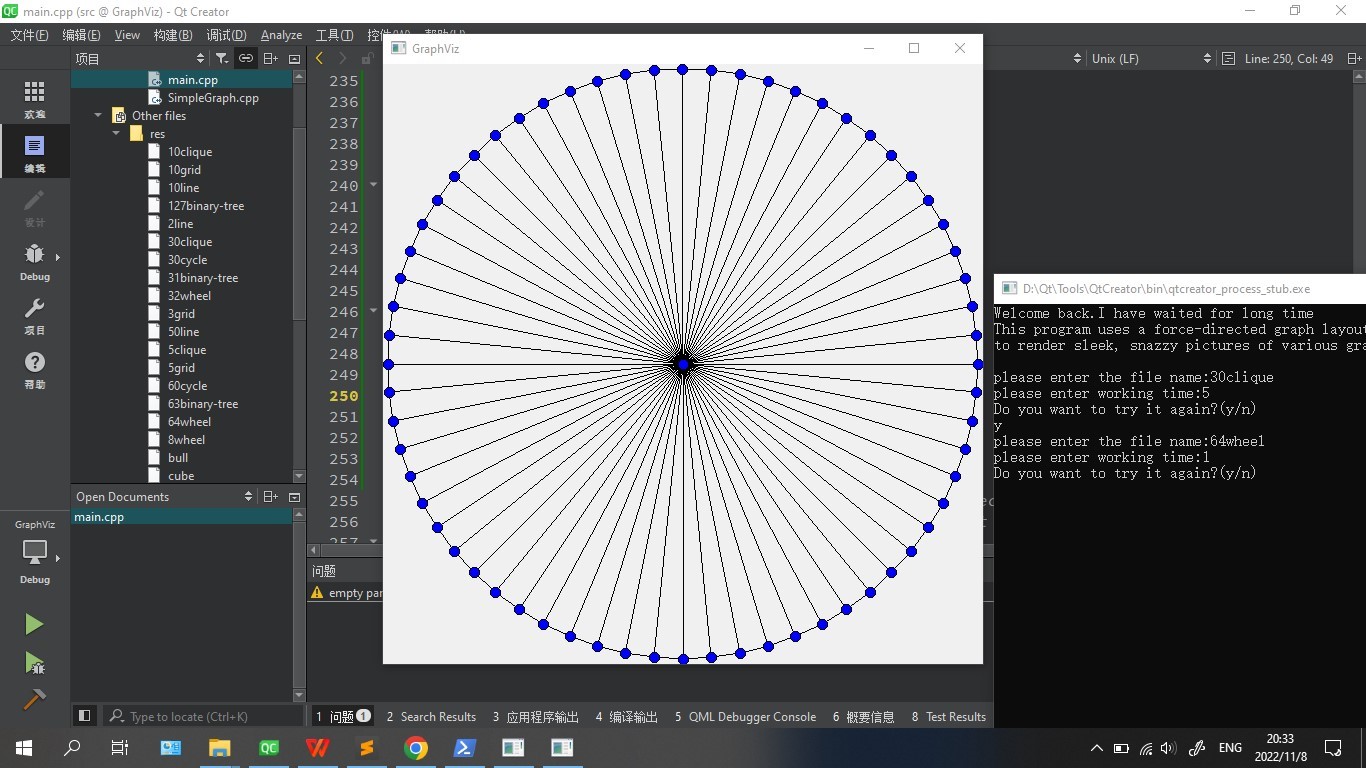 main.cpp (src @ GraphViz) - Qt Creator
文件(F) 编辑(E) View 构建(B) 调试(D) Analyze 工具(T)
项目
Unix (LF)
Line: 250, Col: 49
GraphViz
main.cpp
SimpleGraph.cpp
Other files
res
10clique
10grid
10line
127binary-tree
2line
30clique
30cycle
31binary-tree
32wheel
3grid
50line
5clique
5grid
60cycle
63binary-tree
64wheel
8wheel
bull
cube
欢迎
编辑
设计
Debug
项目
帮助
GraphViz
Debug
235
236
237
238
239
240
241
242
243
244
245
246
247
248
249
250
251
252
253
254
255
256
257
Open Documents
main.cpp
问题
empty par
D:\Qt\Tools\QtCreator\bin\qtcreator_process_stub.exe
Welcome back.I have waited for long time
This program uses a force-directed graph layou
to render sleek, snazzy pictures of various gra
please enter the file name:30clique
please enter working time:5
Do you want to try it again?(y/n)
y
please enter the file name:64wheel
please enter working time:1
Do you want to try it again?(y/n)
Type to locate (Ctrl+K)
1 问题 1 2 Search Results 3 应用程序输出 4 编译输出 5 QML Debugger Console 6 概要信息 8 Test Results
ENG
20:33
2022/11/8